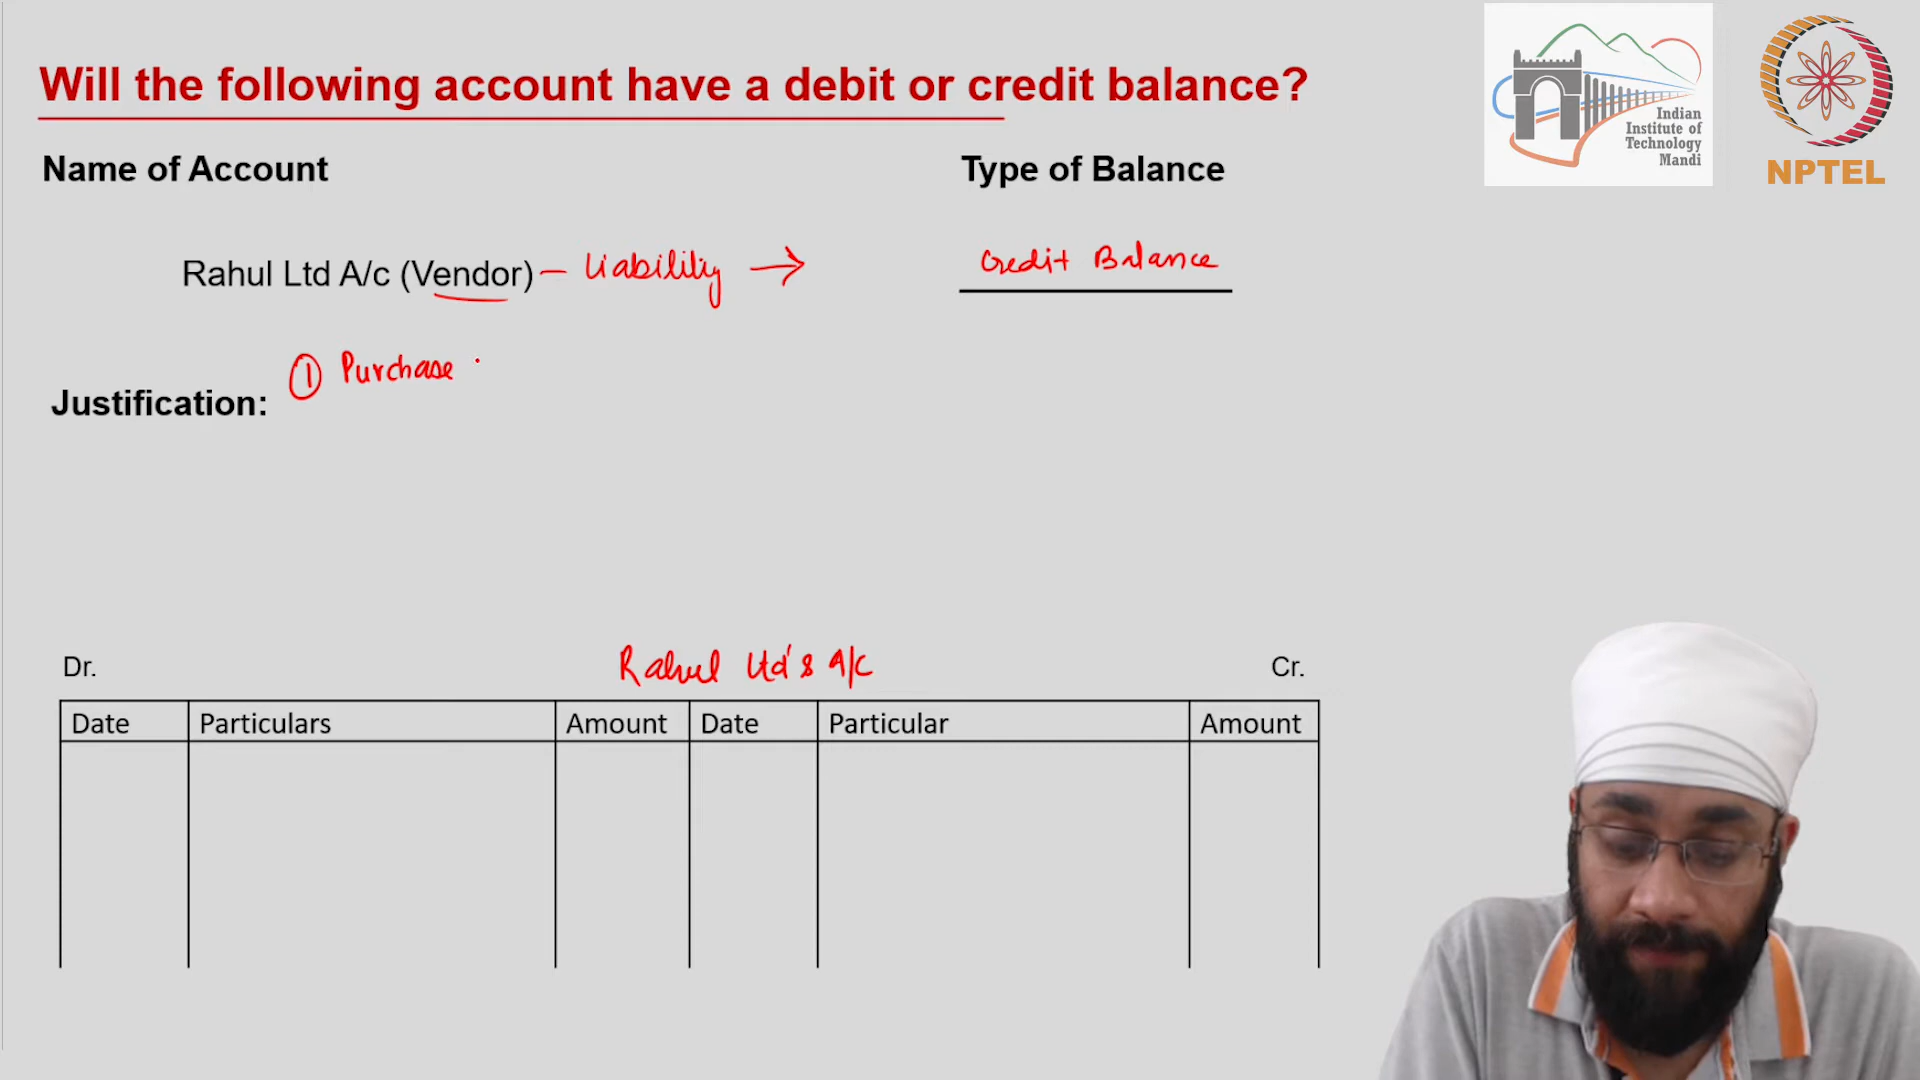 Will the following account have a debit or credit balance?
Indian
Institute of
Technology
Mandi
NPTEL
Name of Account
Type of Balance
Rahul Ltd A/c (Vendor) – Liability →
Credit Balance
① Purchase
Justification:
Dr.
Rahul Ltd's A/c
Cr.
Date Particulars Amount Date Particular Amount